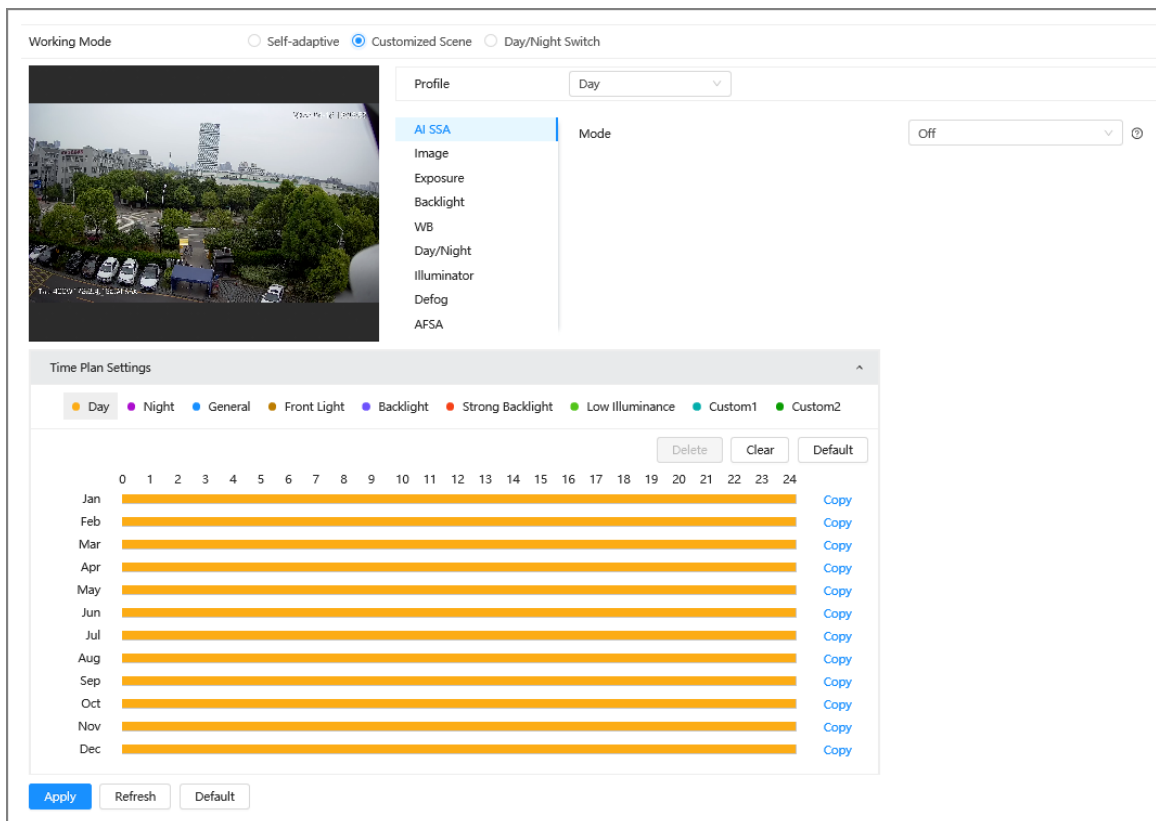 Working Mode Self-adaptive Customized Scene Day/Night Switch
Profile Day
AI SSA Mode Off
Image
Exposure
Backlight
WB
Day/Night
Illuminator
Defog
AFSA
Time Plan Settings
Day Night General Front Light Backlight Strong Backlight Low Illuminance Custom1 Custom2
Delete Clear Default
0 1 2 3 4 5 6 7 8 9 10 11 12 13 14 15 16 17 18 19 20 21 22 23 24
Jan Copy
Feb Copy
Mar Copy
Apr Copy
May Copy
Jun Copy
Jul Copy
Aug Copy
Sep Copy
Oct Copy
Nov Copy
Dec Copy
Apply Refresh Default